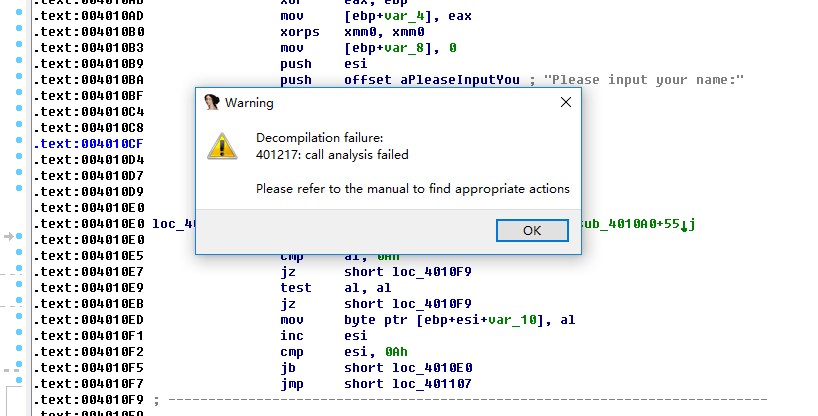 .text:004010AD xor eax, ebp
.text:004010AD mov [ebp+var_4], eax
.text:004010B0 xorps xmm0, xmm0
.text:004010B3 mov [ebp+var_8], 0
.text:004010B9 push esi
.text:004010BA push offset aPleaseInputYou ; "Please input your name:"
.text:004010BF
.text:004010C4
.text:004010C8
.text:004010CF
.text:004010D4
.text:004010D7
.text:004010D9
.text:004010E0
.text:004010E0 loc_4 sub_4010A0+55↓j
.text:004010E0
.text:004010E5 cmp al, 0Ah
.text:004010E7 jz short loc_4010F9
.text:004010E9 test al, al
.text:004010EB jz short loc_4010F9
.text:004010ED mov byte ptr [ebp+esi+var_10], al
.text:004010F1 inc esi
.text:004010F2 cmp esi, 0Ah
.text:004010F5 jb short loc_4010E0
.text:004010F7 jmp short loc_401107
.text:004010F9 ; ---------------------------------------------------------------------------
.text:004010F9
Warning
Decompilation failure:
401217: call analysis failed
Please refer to the manual to find appropriate actions
OK